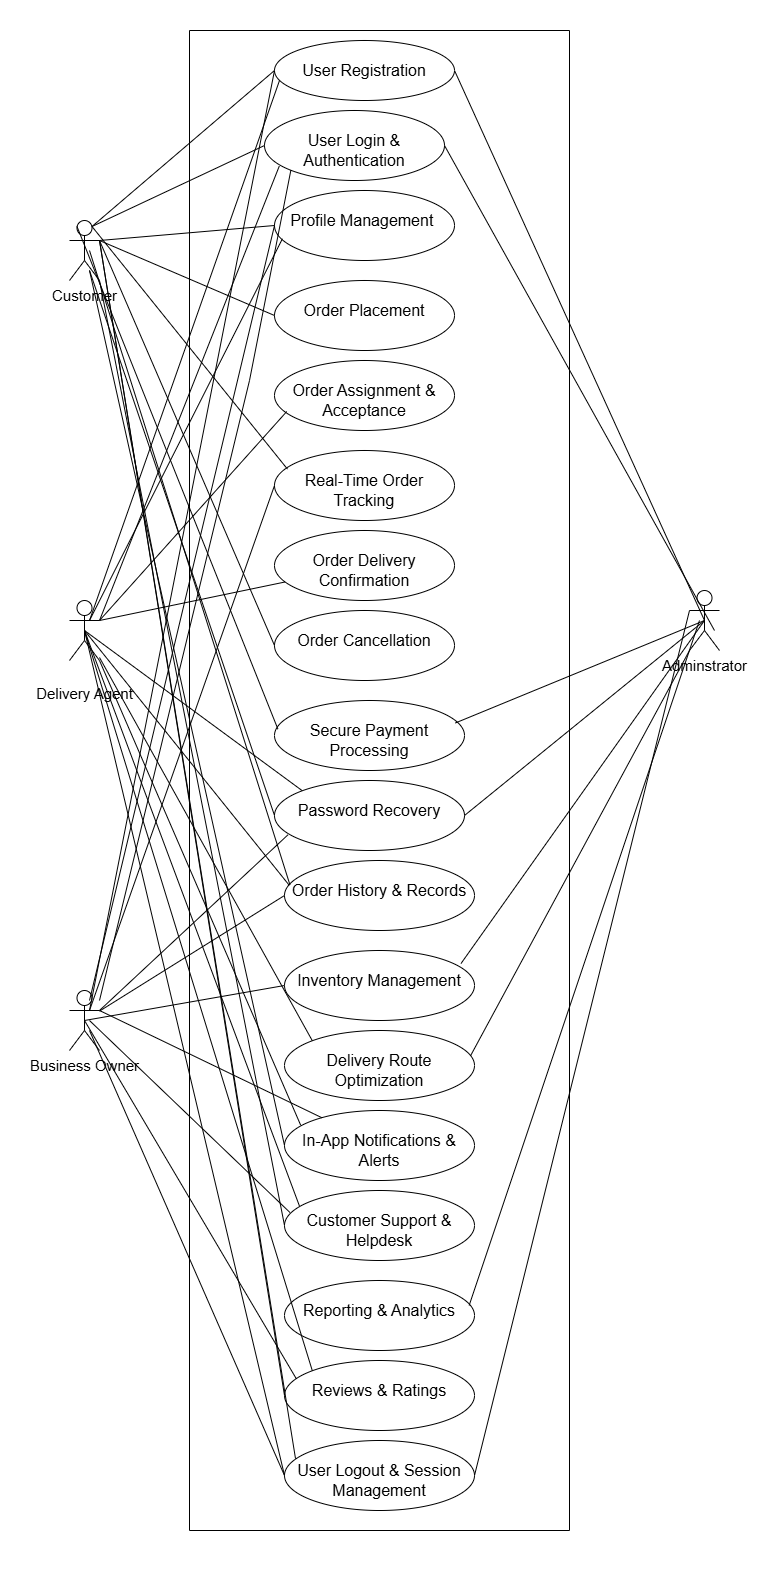 User Registration
User Login &
Authentication
Profile Management
Customer
Order Placement
Order Assignment &
Acceptance
Real-Time Order
Tracking
Order Delivery
Confirmation
Order Cancellation
Delivery Agent
Adminstrator
Secure Payment
Processing
Password Recovery
Order History & Records
Inventory Management
Business Owner
Delivery Route
Optimization
In-App Notifications &
Alerts
Customer Support &
Helpdesk
Reporting & Analytics
Reviews & Ratings
User Logout & Session
Management